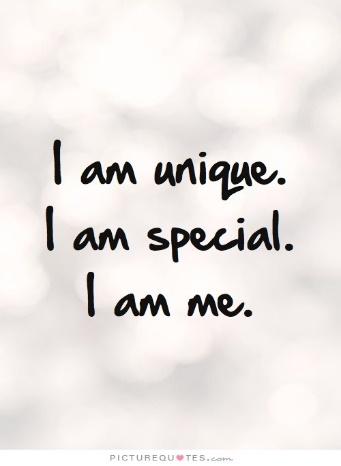 I am unique.
I am special.
I am me.
PICTUREQUOTES.com